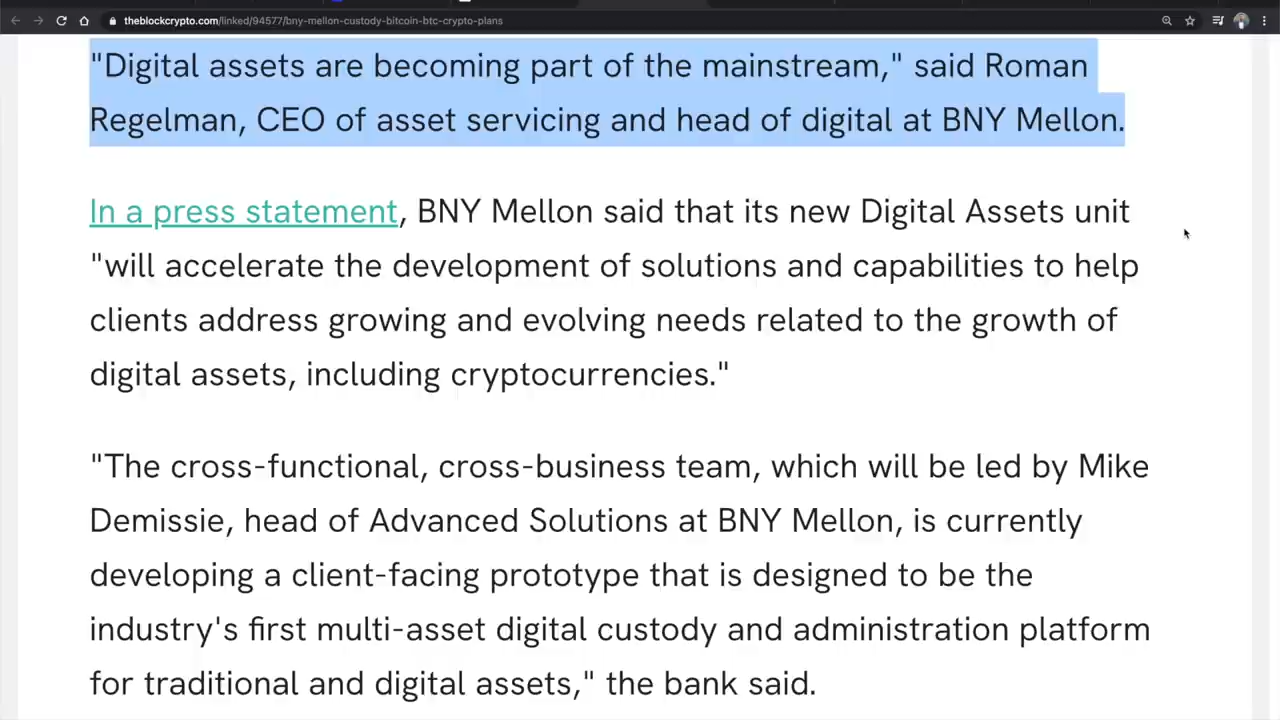 theblockcrypto.com/linked/94577/bny-mellon-custody-bitcoin-btc-crypto-plans
"Digital assets are becoming part of the mainstream," said Roman
Regelman, CEO of asset servicing and head of digital at BNY Mellon.
In a press statement, BNY Mellon said that its new Digital Assets unit
"will accelerate the development of solutions and capabilities to help
clients address growing and evolving needs related to the growth of
digital assets, including cryptocurrencies."
"The cross-functional, cross-business team, which will be led by Mike
Demissie, head of Advanced Solutions at BNY Mellon, is currently
developing a client-facing prototype that is designed to be the
industry's first multi-asset digital custody and administration platform
for traditional and digital assets," the bank said.